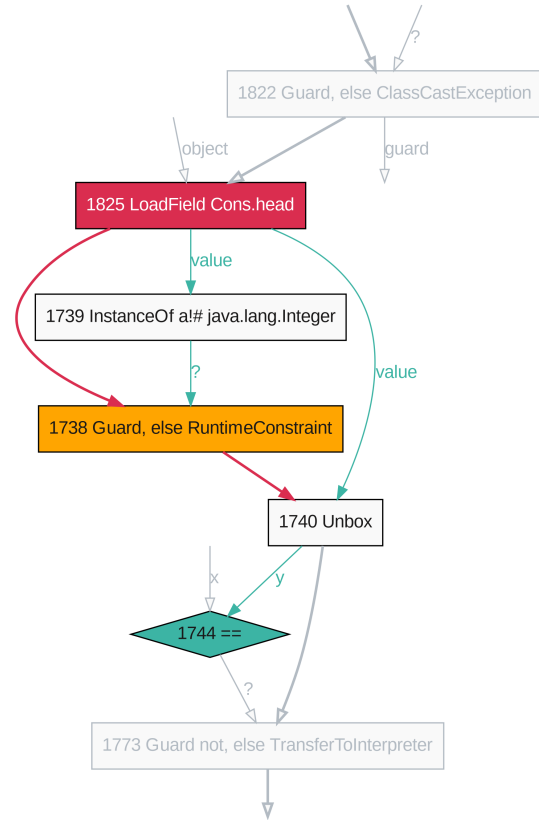 ?
1822 Guard, else ClassCastException
object
guard
1825 LoadField Cons.head
value
1739 InstanceOf a!# java.lang.Integer
?
value
1738 Guard, else RuntimeConstraint
1740 Unbox
x
y
1744 ==
?
1773 Guard not, else TransferToInterpreter